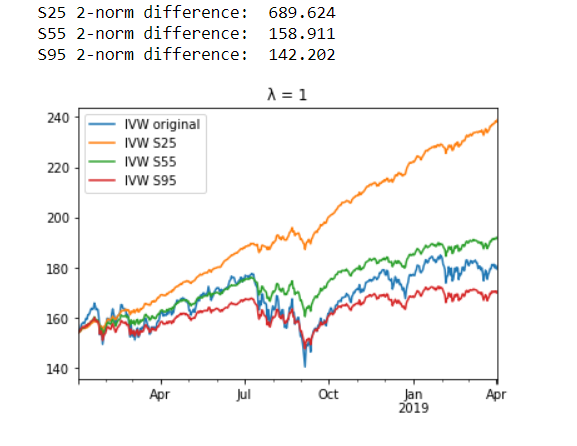 S25 2-norm difference:  689.624
S55 2-norm difference:  158.911
S95 2-norm difference:  142.202
λ = 1
240
220
200
180
160
140
IVW original
IVW S25
IVW S55
IVW S95
Apr
Jul
Oct
Jan
2019
Apr